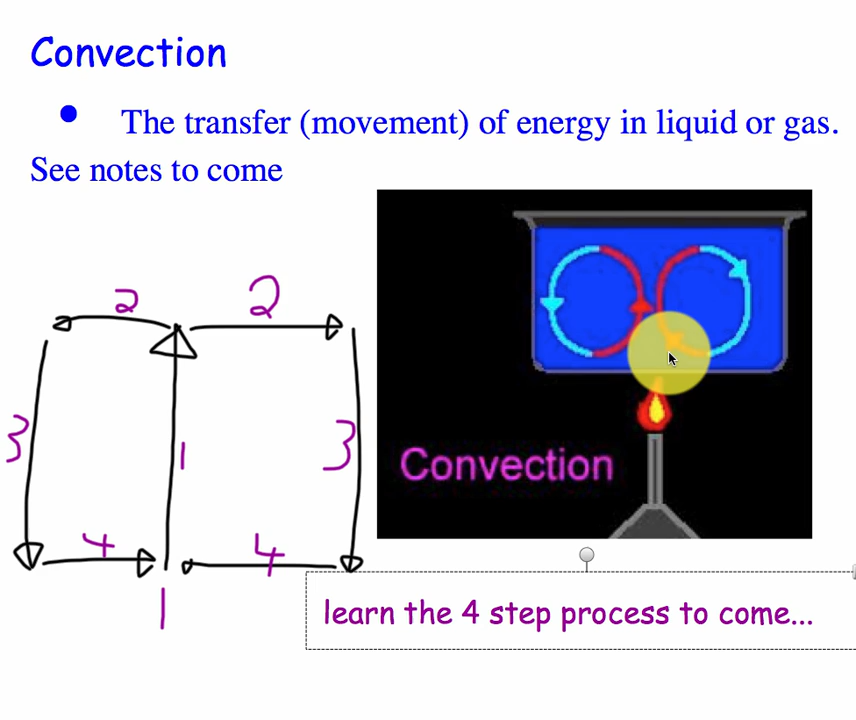 Convection
• The transfer (movement) of energy in liquid or gas.
See notes to come
2 2
3 1 3
Convection
4 4
1
learn the 4 step process to come...